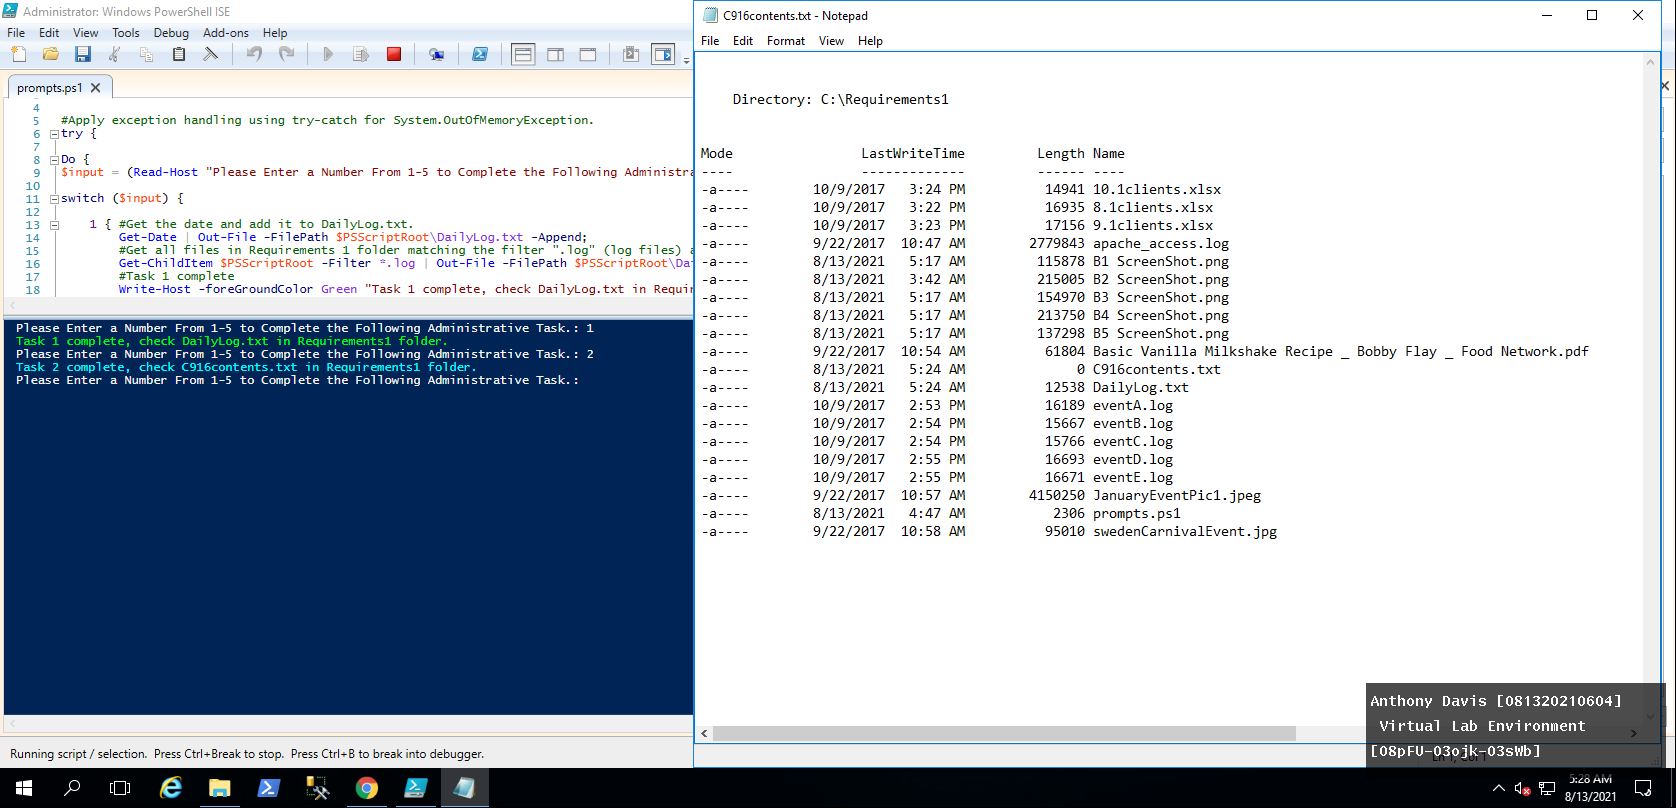 Administrator: Windows PowerShell ISE
File Edit View Tools Debug Add-ons Help
prompts.ps1
4
5 #Apply exception handling using try-catch for System.OutOfMemoryException.
6 try {
7
8 Do {
9 $input = (Read-Host "Please Enter a Number From 1-5 to Complete the Following Administra
10
11 switch ($input) {
12
13 1 { #Get the date and add it to DailyLog.txt.
14 Get-Date | Out-File -FilePath $PSScriptRoot\DailyLog.txt -Append;
15 #Get all files in Requirements 1 folder matching the filter ".log" (log files) a
16 Get-ChildItem $PSScriptRoot -Filter *.log | Out-File -FilePath $PSScriptRoot\Da
17 #Task 1 complete
18 Write-Host -foreGroundColor Green "Task 1 complete, check DailyLog.txt in Requir
Please Enter a Number From 1-5 to Complete the Following Administrative Task.: 1
Task 1 complete, check DailyLog.txt in Requirements1 folder.
Please Enter a Number From 1-5 to Complete the Following Administrative Task.: 2
Task 2 complete, check C916contents.txt in Requirements1 folder.
Please Enter a Number From 1-5 to Complete the Following Administrative Task.:
Running script / selection. Press Ctrl+Break to stop. Press Ctrl+B to break into debugger.
C916contents.txt - Notepad
File Edit Format View Help
Directory: C:\Requirements1
Mode LastWriteTime Length Name
---- ------------- ------ ----
-a---- 10/9/2017 3:24 PM 14941 10.1clients.xlsx
-a---- 10/9/2017 3:22 PM 16935 8.1clients.xlsx
-a---- 10/9/2017 3:23 PM 17156 9.1clients.xlsx
-a---- 9/22/2017 10:47 AM 2779843 apache_access.log
-a---- 8/13/2021 5:17 AM 115878 B1 ScreenShot.png
-a---- 8/13/2021 3:42 AM 215005 B2 ScreenShot.png
-a---- 8/13/2021 5:17 AM 154970 B3 ScreenShot.png
-a---- 8/13/2021 5:17 AM 213750 B4 ScreenShot.png
-a---- 8/13/2021 5:17 AM 137298 B5 ScreenShot.png
-a---- 9/22/2017 10:54 AM 61804 Basic Vanilla Milkshake Recipe _ Bobby Flay _ Food Network.pdf
-a---- 8/13/2021 5:24 AM 0 C916contents.txt
-a---- 8/13/2021 5:24 AM 12538 DailyLog.txt
-a---- 10/9/2017 2:53 PM 16189 eventA.log
-a---- 10/9/2017 2:54 PM 15667 eventB.log
-a---- 10/9/2017 2:54 PM 15766 eventC.log
-a---- 10/9/2017 2:55 PM 16693 eventD.log
-a---- 10/9/2017 2:55 PM 16671 eventE.log
-a---- 9/22/2017 10:57 AM 4150250 JanuaryEventPic1.jpeg
-a---- 8/13/2021 4:47 AM 2306 prompts.ps1
-a---- 9/22/2017 10:58 AM 95010 swedenCarnivalEvent.jpg
Anthony Davis [081320210604]
Virtual Lab Environment
[O8pFU-O3ojk-O3sWb]
5:28 AM
8/13/2021